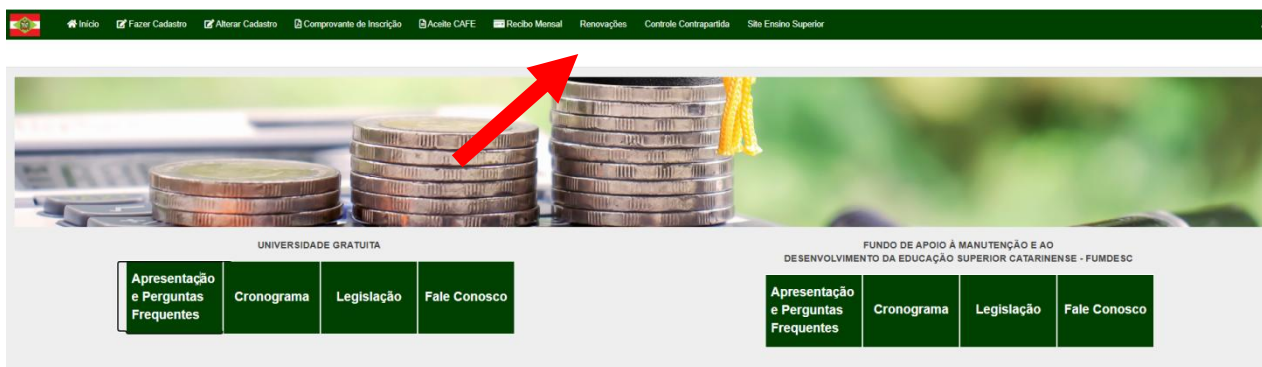 Início Fazer Cadastro Alterar Cadastro Comprovante de Inscrição Aceite CAFE Recibo Mensal Renovações Controle Contrapartida Site Ensino Superior
UNIVERSIDADE GRATUITA
Apresentação
e Perguntas
Frequentes
Cronograma
Legislação
Fale Conosco
FUNDO DE APOIO À MANUTENÇÃO E AO
DESENVOLVIMENTO DA EDUCAÇÃO SUPERIOR CATARINENSE - FUMDESC
Apresentação
e Perguntas
Frequentes
Cronograma
Legislação
Fale Conosco